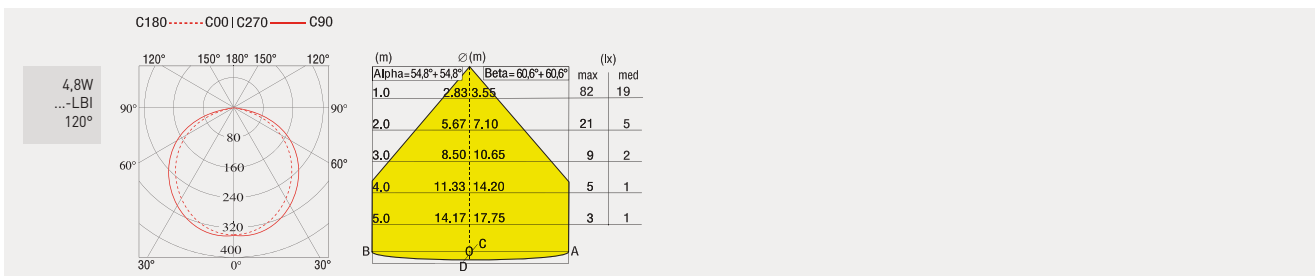 C180 C00 | C270 C90
4,8W
...-LBI
120°
120° 150° 180° 150° 120°
90° 90°
60° 60°
80
160
240
320
400
30° 0° 30°
(m) ∅(m) (lx)
Alpha=54,8°+54,8° Beta=60,6°+60,6° max med
1.0 2.83 3.55 82 19
2.0 5.67 7.10 21 5
3.0 8.50 10.65 9 2
4.0 11.33 14.20 5 1
5.0 14.17 17.75 3 1
C
B O A
D